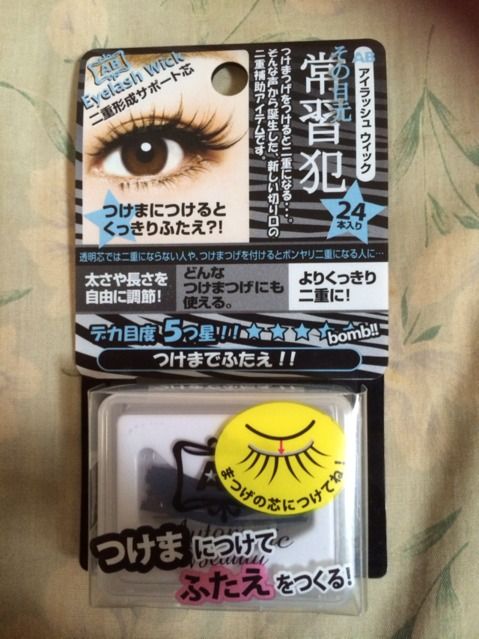 AB
Eyelash Wick
二重形成サポート芯
AB
アイラッシュ ウィック
その目元
常習犯
24
本入り
つけまつげをつけると二重になる・・・。
そんな声から誕生した、新しい切り口の
二重補助アイテムです。
つけまにつけると
くっきりふたえ?!
透明芯では二重にならない人や、つけまつげを付けるとボンヤリ二重になる人に…
太さや長さを
自由に調節!
どんな
つけまつげにも
使える。
よりくっきり
二重に!
デカ目度 5つ星!!★★★★★bomb!!
つけまでふたえ!!
まつげの芯につけてね!
つけまにつけて
ふたえをつくる!